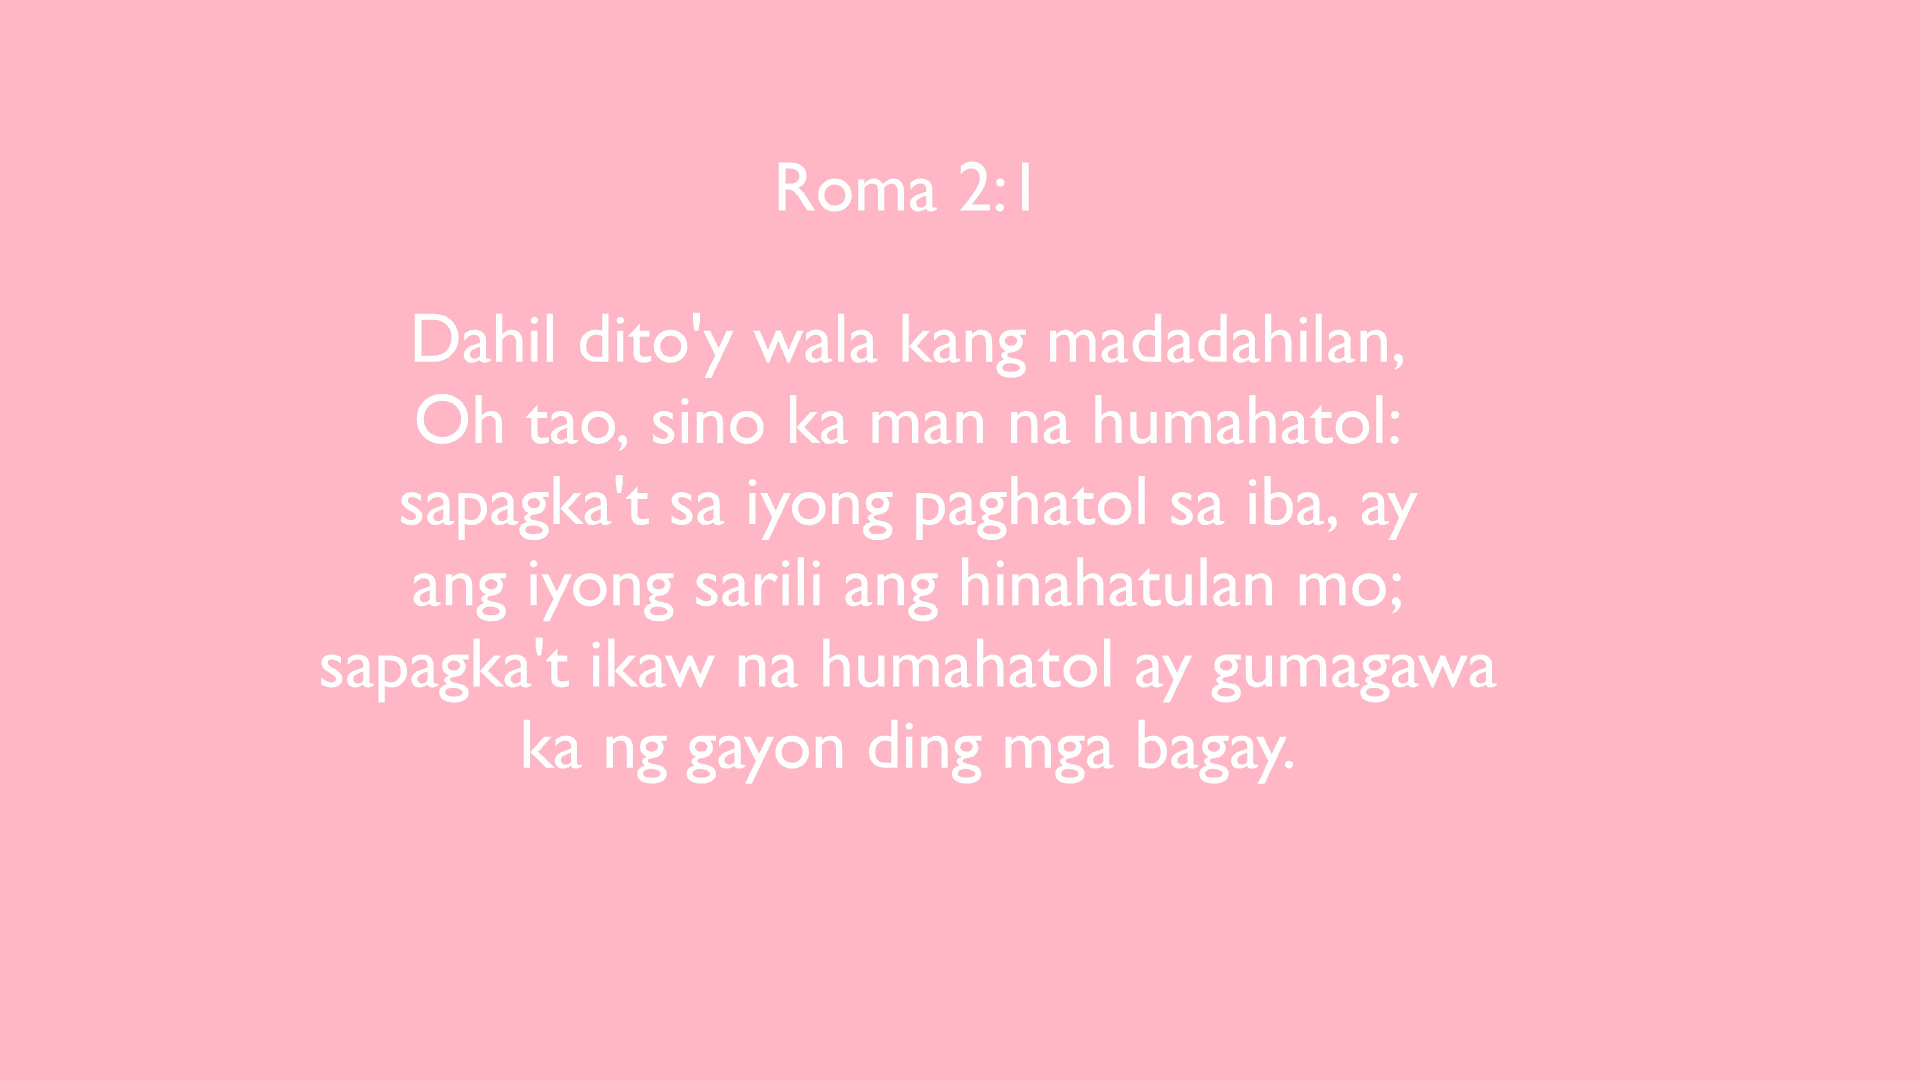 Roma 2:1
Dahil dito'y wala kang madadahilan,
Oh tao, sino ka man na humahatol:
sapagka't sa iyong paghatol sa iba, ay
ang iyong sarili ang hinahatulan mo;
sapagka't ikaw na humahatol ay gumagawa
ka ng gayon ding mga bagay.